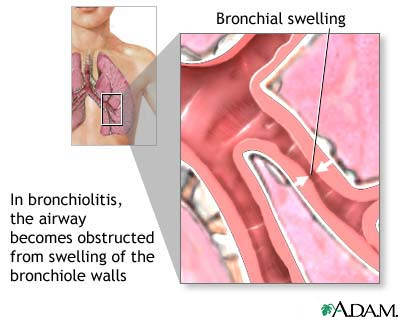 Bronchial swelling
In bronchiolitis,
the airway
becomes obstructed
from swelling of the
bronchiole walls
A.D.A.M.